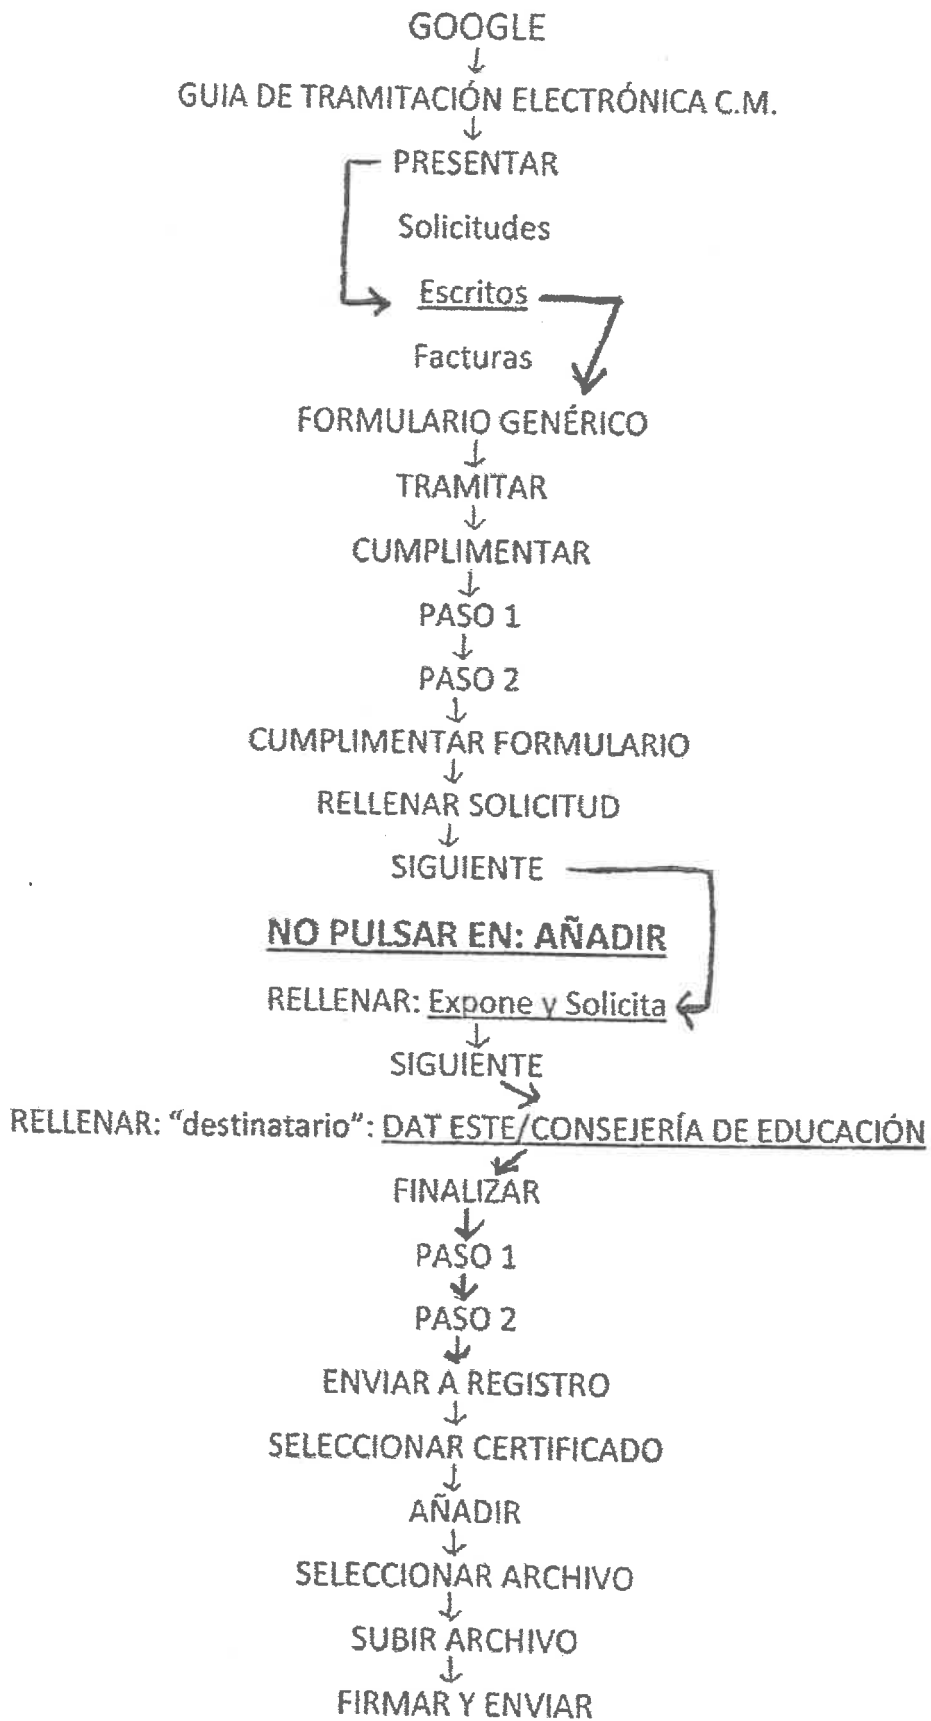 GOOGLE
GUIA DE TRAMITACIÓN ELECTRÓNICA C.M.
PRESENTAR
Solicitudes
Escritos
Facturas
FORMULARIO GENÉRICO
TRAMITAR
CUMPLIMENTAR
PASO 1
PASO 2
CUMPLIMENTAR FORMULARIO
RELLENAR SOLICITUD
SIGUIENTE
NO PULSAR EN: AÑADIR
RELLENAR: Expone y Solicita
SIGUIENTE
RELLENAR: “destinatario”: DAT ESTE/CONSEJERÍA DE EDUCACIÓN
FINALIZAR
PASO 1
PASO 2
ENVIAR A REGISTRO
SELECCIONAR CERTIFICADO
AÑADIR
SELECCIONAR ARCHIVO
SUBIR ARCHIVO
FIRMAR Y ENVIAR